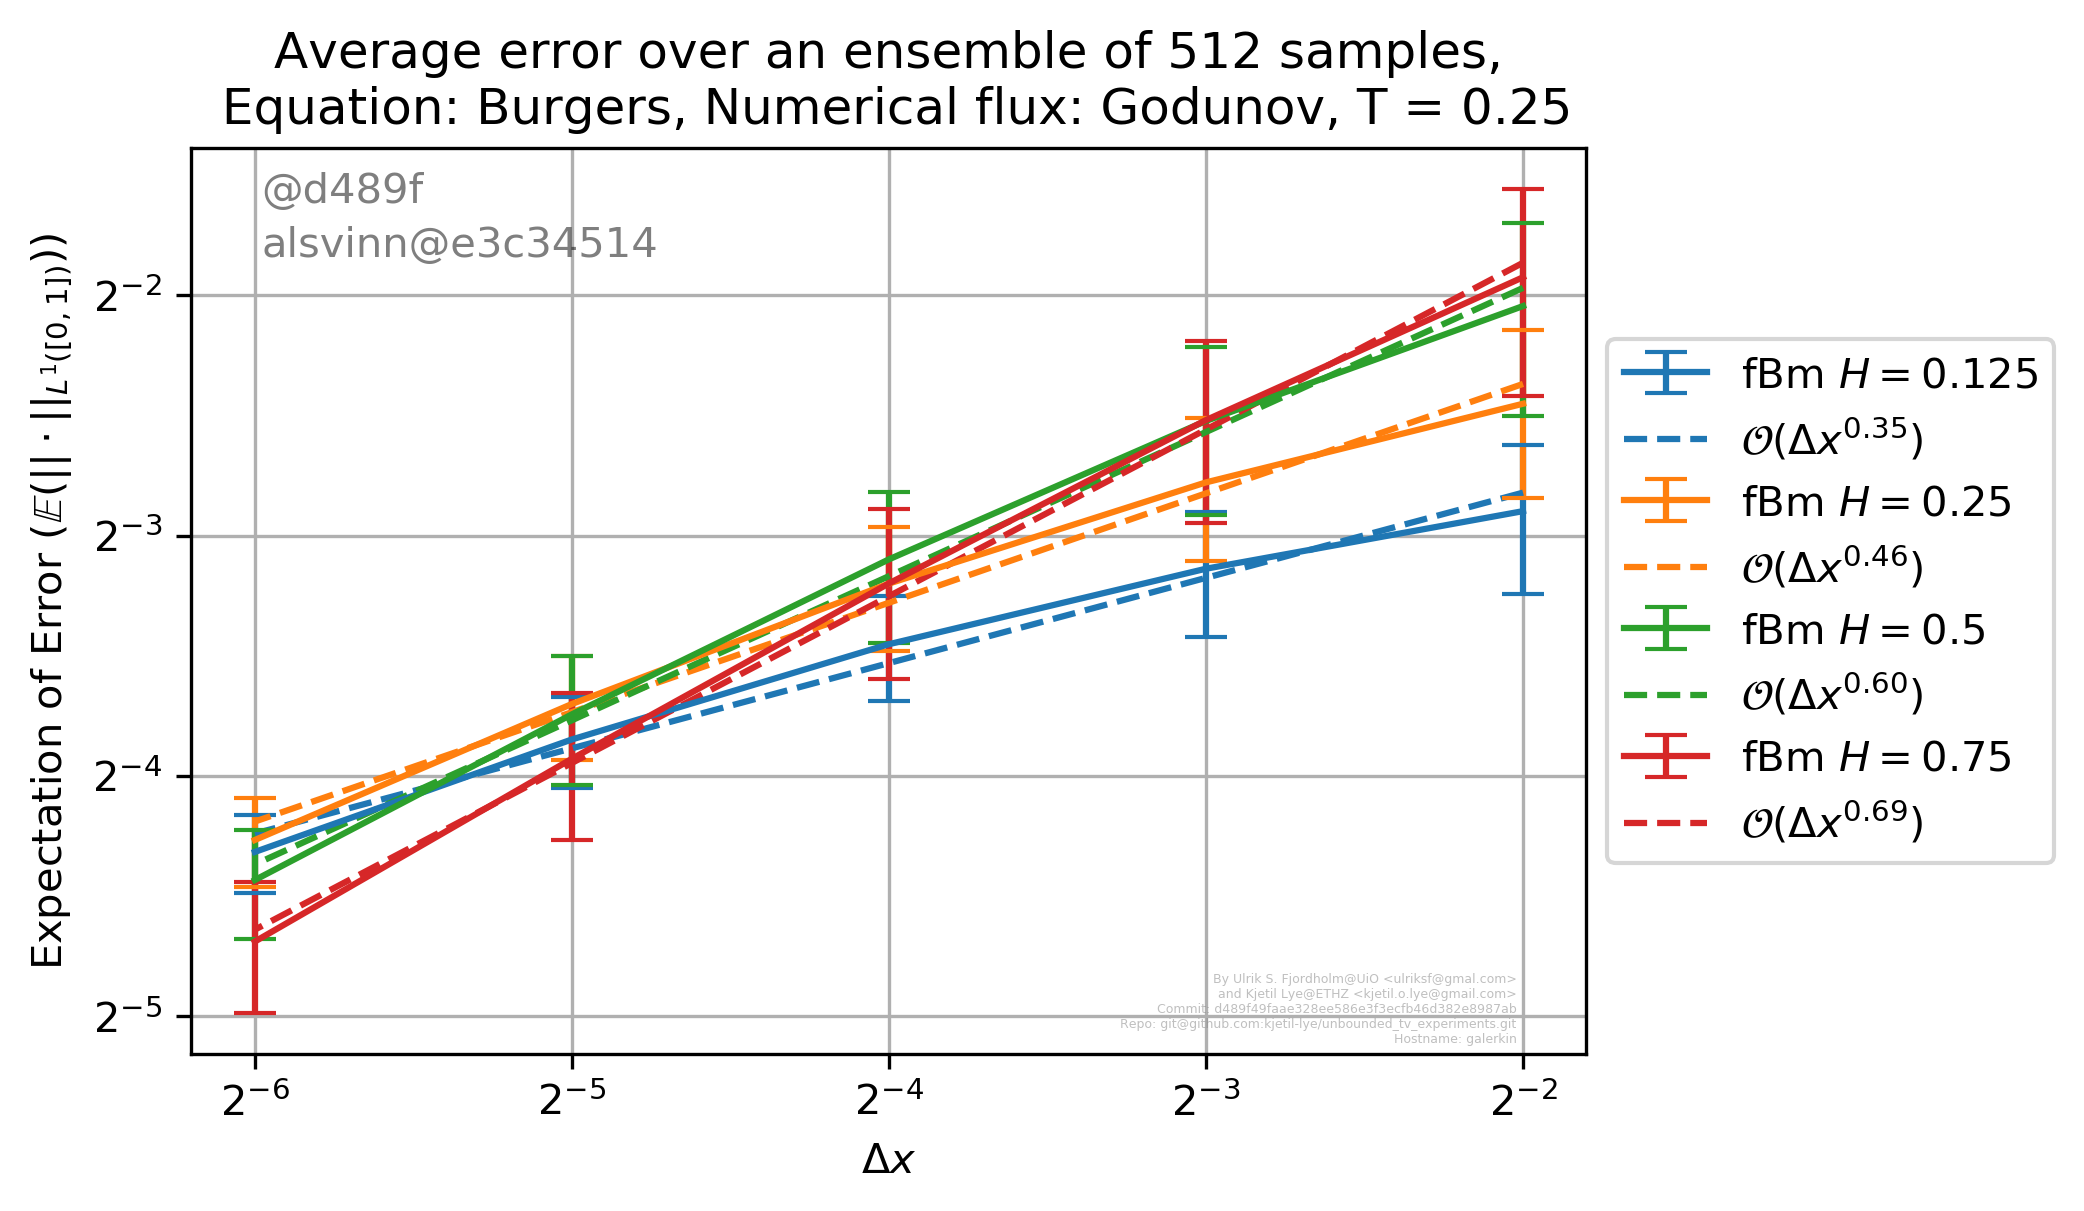 Average error over an ensemble of 512 samples,
Equation: Burgers, Numerical flux: Godunov, T = 0.25
@d489f
alsvinn@e3c34514
Expectation of Error (𝔼(||·||_{L^1([0,1])}))
2^{-2}
2^{-3}
2^{-4}
2^{-5}
By Ulrik S. Fjordholm@UiO <ulriksf@gmal.com>
and Kjetil Lye@ETHZ <kjetil.o.lye@gmail.com>
Commit: d489f49faae328ee586e3f3ecfb46d382e8987ab
Repo: git@github.com:kjetil-lye/unbounded_tv_experiments.git
Hostname: galerkin
2^{-6} 2^{-5} 2^{-4} 2^{-3} 2^{-2}
Δx
fBm H = 0.125
𝒪(Δx^{0.35})
fBm H = 0.25
𝒪(Δx^{0.46})
fBm H = 0.5
𝒪(Δx^{0.60})
fBm H = 0.75
𝒪(Δx^{0.69})